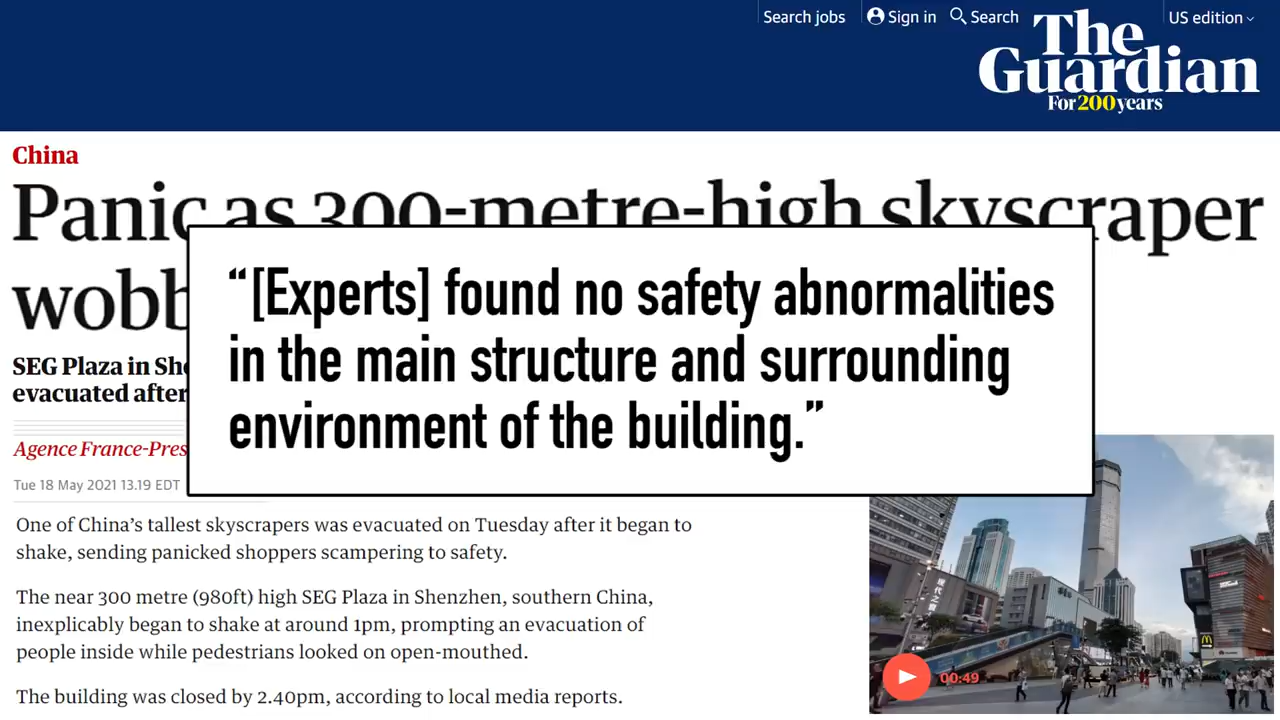 Search jobs
Sign in
Search
US edition
The
Guardian
For 200 years
China
Panic as 300-metre-high skyscraper
wobb
“[Experts] found no safety abnormalities
in the main structure and surrounding
environment of the building.”
SEG Plaza in She
evacuated after
Agence France-Pres
Tue 18 May 2021 13.19 EDT
One of China’s tallest skyscrapers was evacuated on Tuesday after it began to
shake, sending panicked shoppers scampering to safety.
The near 300 metre (980ft) high SEG Plaza in Shenzhen, southern China,
inexplicably began to shake at around 1pm, prompting an evacuation of
people inside while pedestrians looked on open-mouthed.
The building was closed by 2.40pm, according to local media reports.
00:49